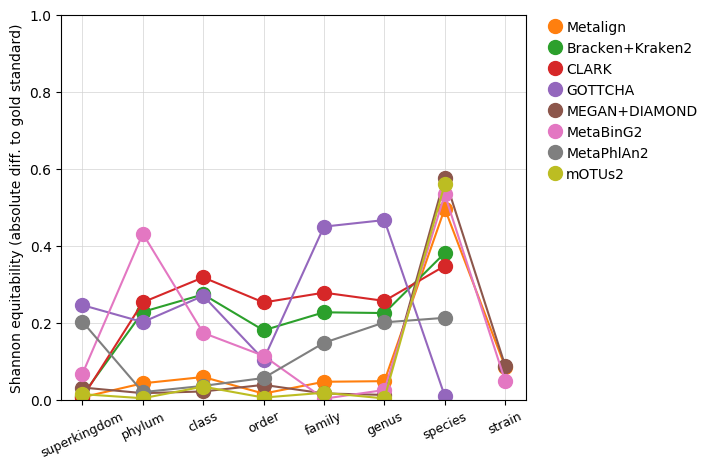 Shannon equitability (absolute diff. to gold standard)
1.0
0.8
0.6
0.4
0.2
0.0
superkingdom
phylum
class
order
family
genus
species
strain
Metalign
Bracken+Kraken2
CLARK
GOTTCHA
MEGAN+DIAMOND
MetaBinG2
MetaPhlAn2
mOTUs2